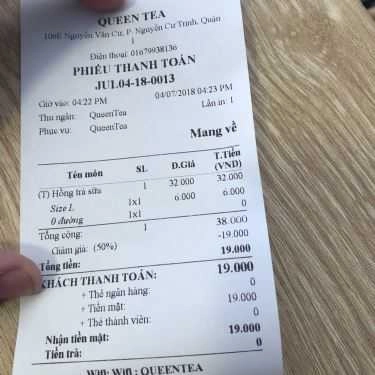 QUEEN TEA
106E Nguyễn Văn Cừ, P. Nguyễn Cư Trinh, Quận
1
Điện thoại: 01679938136
PHIẾU THANH TOÁN
JUL04-18-0013
Giờ vào: 04:22 PM 04/07/2018 04:23 PM
Thu ngân: QueenTea Lần in: 1
Phục vụ: QueenTea
Mang về
Tên món SL Đ.Giá T.Tiền (VNĐ)
(T) Hồng trà sữa 1 32.000 32.000
Size L 1x1 6.000 6.000
0 đường 1x1 0
Tổng cộng: 1 38.000
Giảm giá: (50%) -19.000
Tổng tiền: 19.000
KHÁCH THANH TOÁN: 19.000
+ Thẻ ngân hàng: 0
+ Tiền mặt: 19.000
+ Thẻ thành viên: 0
Nhận tiền mặt: 19.000
Tiền trả: 0
QUEENTEA